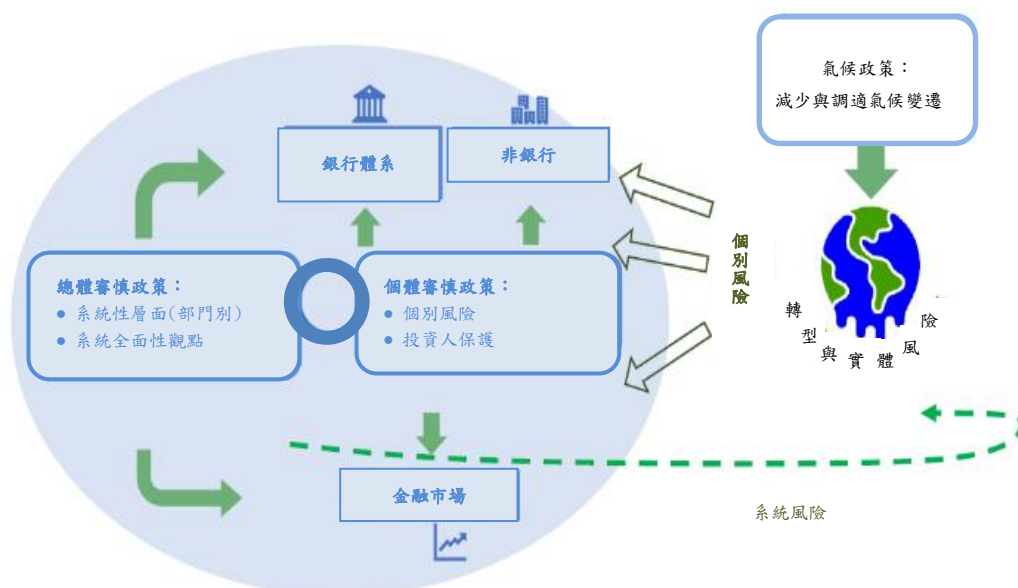 氣候政策：
減少與調適氣候變遷
銀行體系
非銀行
個別風險
總體審慎政策：
● 系統性層面(部門別)
● 系統全面性觀點
個體審慎政策：
● 個別風險
● 投資人保護
轉型與實體風險
金融市場
系統風險